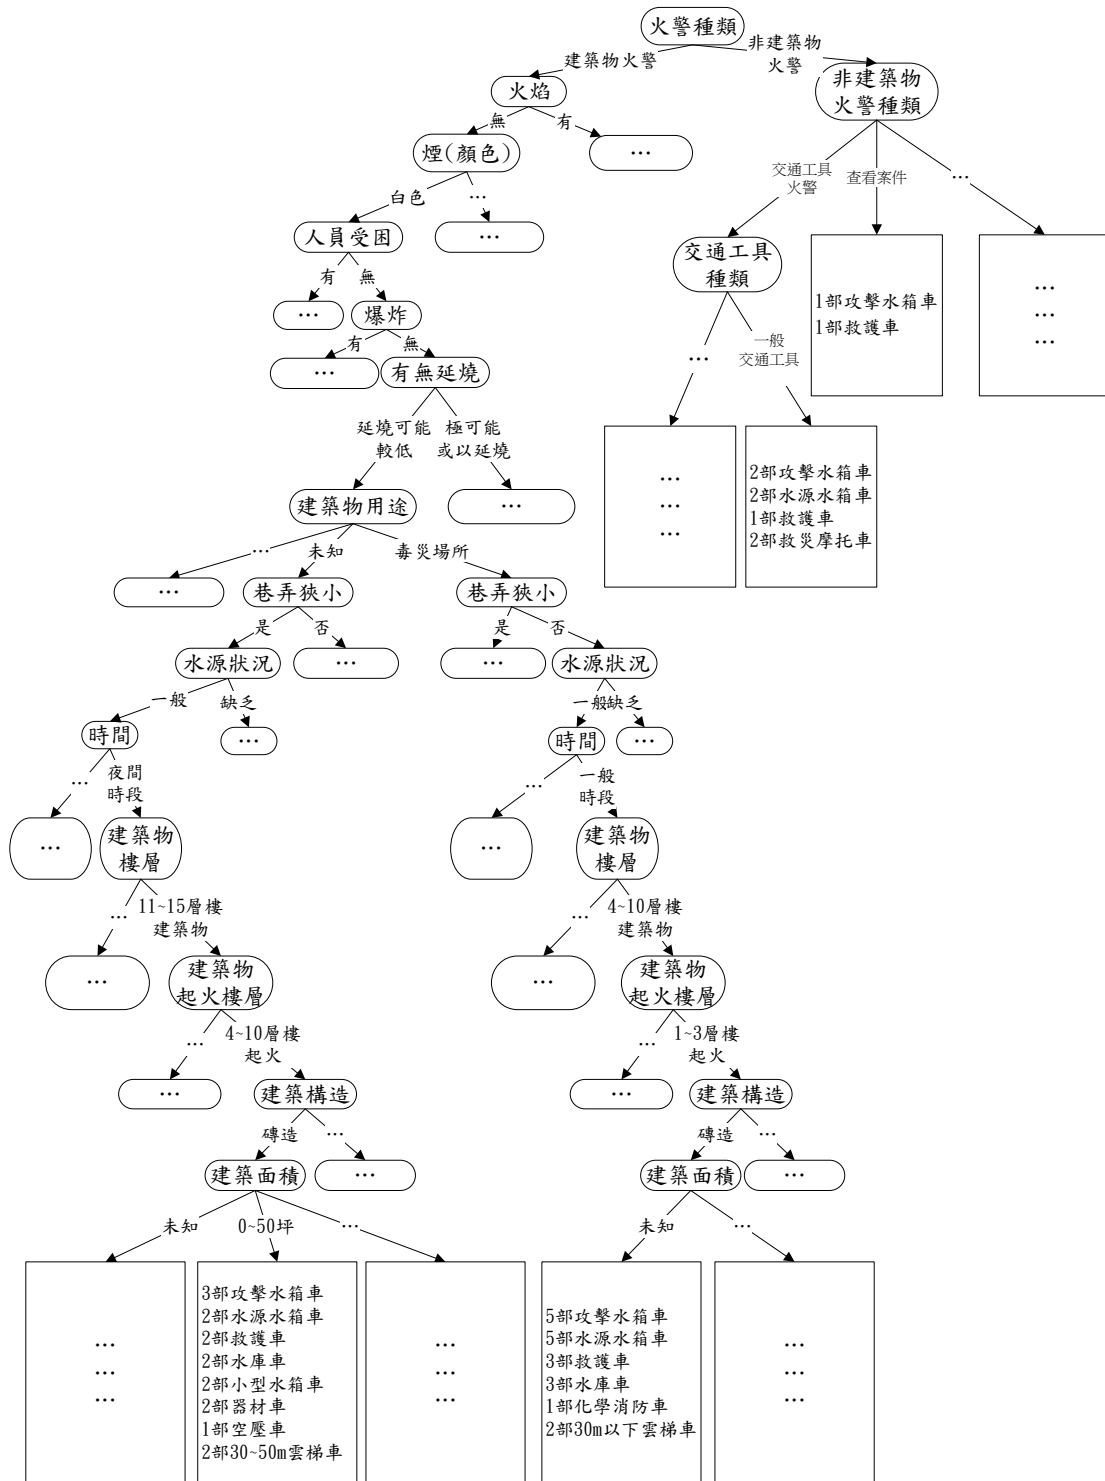 火警種類
建築物火警
非建築物
火警
火焰
非建築物
火警種類
無
有
煙(顏色)
…
交通工具
火警
查看案件
…
白色
…
人員受困
…
交通工具
種類
1部攻擊水箱車
1部救護車
…
…
…
有
無
…
爆炸
…
一般
交通工具
有
無
…
有無延燒
延燒可能
較低
極可能
或以延燒
…
…
…
2部攻擊水箱車
2部水源水箱車
1部救護車
2部救災摩托車
建築物用途
…
…
未知
毒災場所
…
巷弄狹小
巷弄狹小
是
否
是
否
水源狀況
…
…
水源狀況
一般
缺乏
一般
缺乏
時間
…
時間
…
…
夜間
時段
…
一般
時段
…
建築物
樓層
…
建築物
樓層
…
11~15層樓
建築物
…
4~10層樓
建築物
…
建築物
起火樓層
…
建築物
起火樓層
…
4~10層樓
起火
…
1~3層樓
起火
…
建築構造
…
建築構造
磚造
…
磚造
…
建築面積
…
建築面積
…
未知
0~50坪
…
未知
…
…
…
…
3部攻擊水箱車
2部水源水箱車
2部救護車
2部水庫車
2部小型水箱車
2部器材車
1部空壓車
2部30~50m雲梯車
…
…
…
5部攻擊水箱車
5部水源水箱車
3部救護車
3部水庫車
1部化學消防車
2部30m以下雲梯車
…
…
…